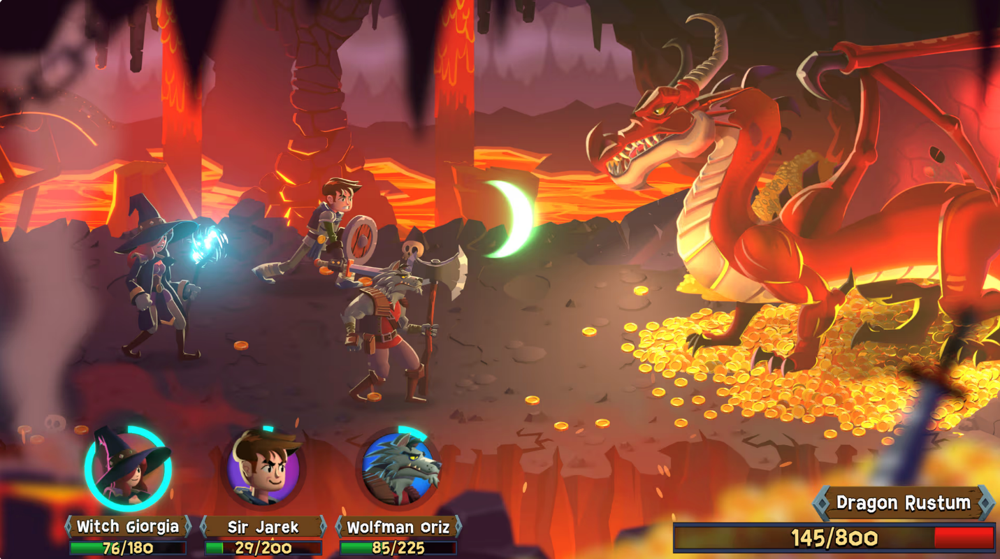 Dragon Rustum
145/800
Witch Giorgia
76/180
Sir Jarek
29/200
Wolfman Oriz
85/225